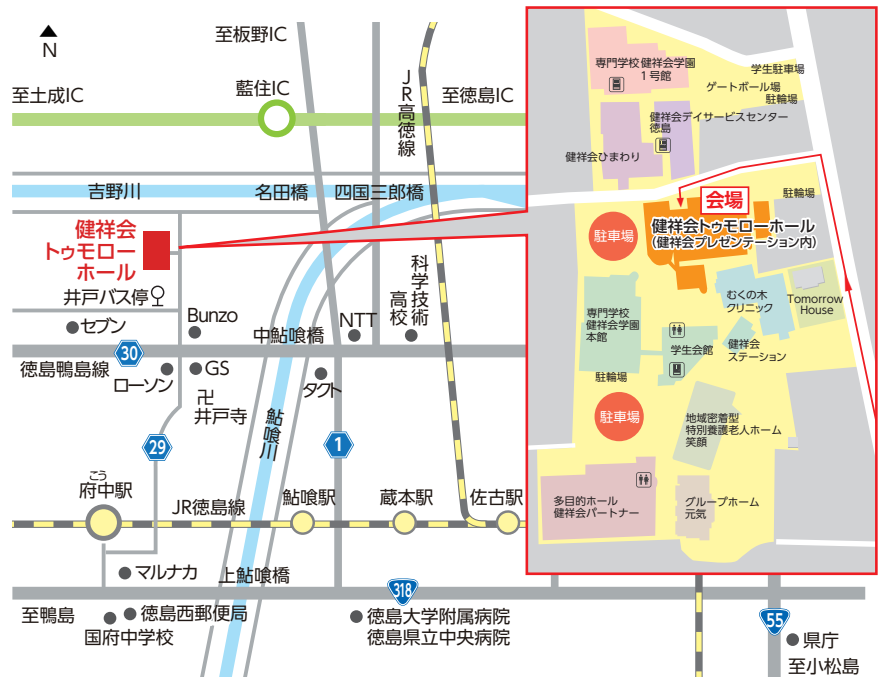 N
至板野IC
至土成IC
藍住IC
JR高徳線
至徳島IC
吉野川
名田橋
四国三郎橋
健祥会
トゥモロー
ホール
井戸バス停
セブン
Bunzo
中鮎喰橋
NTT
科学技術
高校
30
徳島鴨島線
ローソン
GS
タクト
卍
井戸寺
鮎喰川
29
1
こう
府中駅
JR徳島線
鮎喰駅
蔵本駅
佐古駅
マルナカ
上鮎喰橋
318
至鴨島
徳島西郵便局
国府中学校
徳島大学附属病院
徳島県立中央病院
55
県庁
至小松島
専門学校健祥会学園
1号館
学生駐車場
ゲートボール場
駐輪場
健祥会デイサービスセンター
徳島
健祥会ひまわり
会場
駐輪場
健祥会トゥモローホール
(健祥会プレゼンテーション内)
駐車場
むくの木
クリニック
Tomorrow
House
専門学校
健祥会学園
本館
学生会館
健祥会
ステーション
駐輪場
駐車場
地域密着型
特別養護老人ホーム
笑顔
多目的ホール
健祥会パートナー
グループホーム
元気